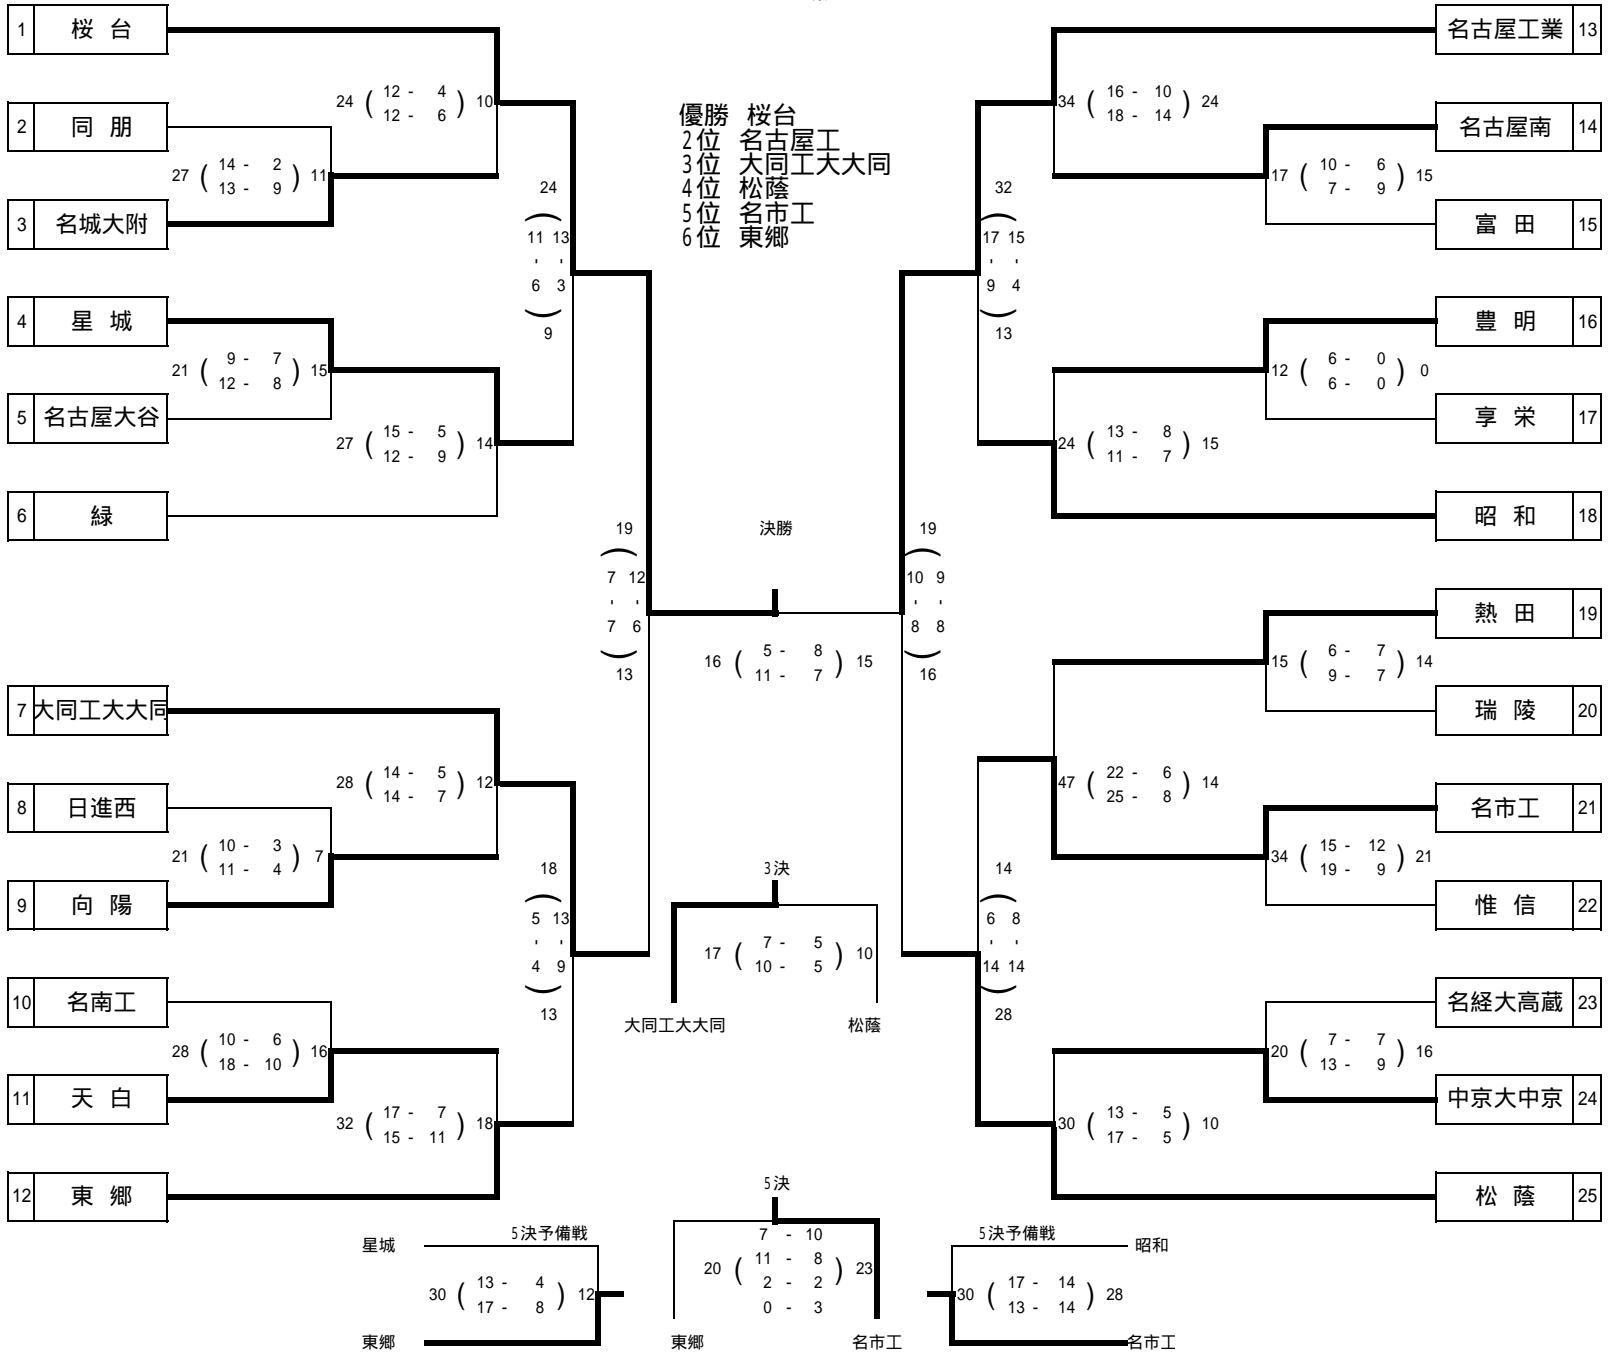 1 桜 台
24 ( 12 - 4 ) 10
12 - 6
2 同 朋
27 ( 14 - 2 ) 11
13 - 9
3 名城大附
24
( 11 13
- -
6 3 )
9
4 星 城
21 ( 9 - 7 ) 15
12 - 8
5 名古屋大谷
27 ( 15 - 5 ) 14
12 - 9
6 緑
19
( 7 12
- -
7 6 )
13
7 大同工大大同
28 ( 14 - 5 ) 12
14 - 7
8 日進西
21 ( 10 - 3 ) 7
11 - 4
9 向 陽
18
( 5 13
- -
4 9 )
13
10 名南工
28 ( 10 - 6 ) 16
18 - 10
11 天 白
32 ( 17 - 7 ) 18
15 - 11
12 東 郷
優勝 桜台
2位 名古屋工
3位 大同工大大同
4位 松蔭
5位 名市工
6位 東郷
決勝
16 ( 5 - 8 ) 15
11 - 7
3決
17 ( 7 - 5 ) 10
10 - 5
大同工大大同 松蔭
名古屋工業 13
34 ( 16 - 10 ) 24
18 - 14
名古屋南 14
17 ( 10 - 6 ) 15
7 - 9
富 田 15
32
( 17 15
- -
9 4 )
13
豊 明 16
12 ( 6 - 0 ) 0
6 - 0
享 栄 17
24 ( 13 - 8 ) 15
11 - 7
昭 和 18
19
( 10 9
- -
8 8 )
16
熱 田 19
15 ( 6 - 7 ) 14
9 - 7
瑞 陵 20
47 ( 22 - 6 ) 14
25 - 8
名市工 21
34 ( 15 - 12 ) 21
19 - 9
惟 信 22
14
( 6 8
- -
14 14 )
28
名経大高蔵 23
20 ( 7 - 7 ) 16
13 - 9
中京大中京 24
30 ( 13 - 5 ) 10
17 - 5
松 蔭 25
5決予備戦
星城
30 ( 13 - 4 ) 12
17 - 8
東郷
5決
7 - 10
20 ( 11 - 8 ) 23
2 - 2
0 - 3
東郷 名市工
5決予備戦
昭和
30 ( 17 - 14 ) 28
13 - 14
名市工